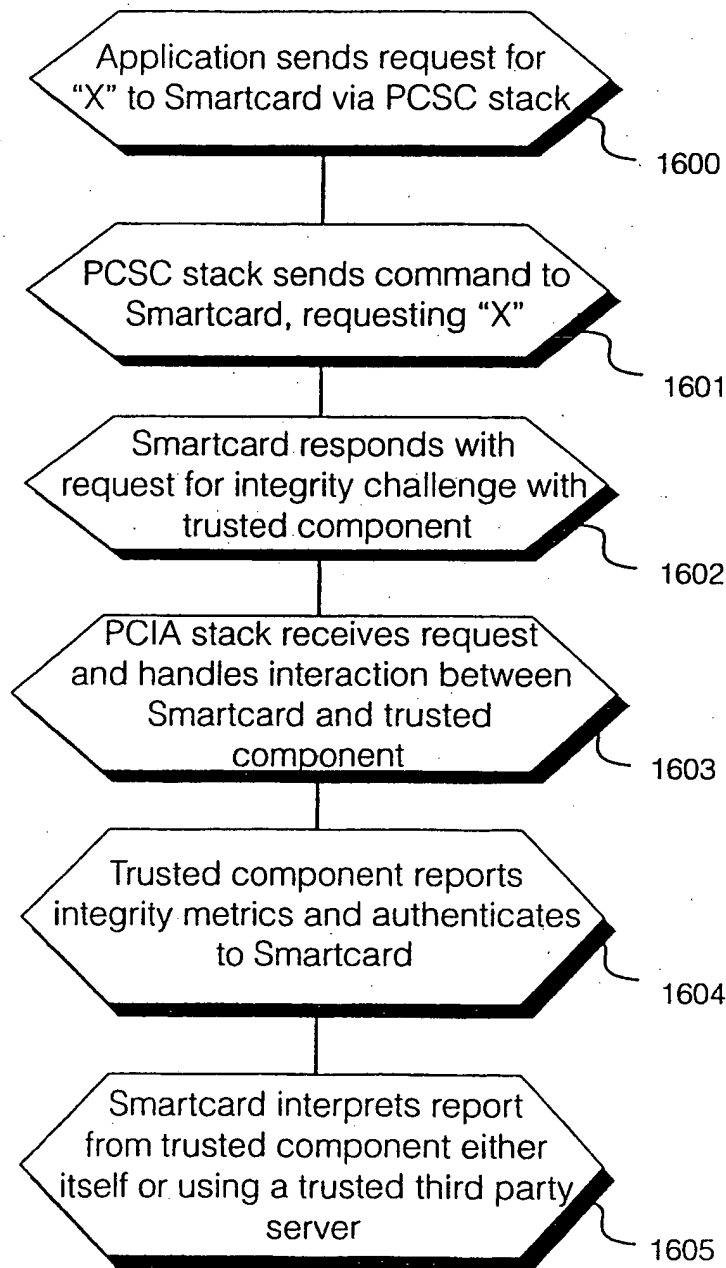 Application sends request for
“X” to Smartcard via PCSC stack
1600
PCSC stack sends command to
Smartcard, requesting “X”
1601
Smartcard responds with
request for integrity challenge with
trusted component
1602
PCIA stack receives request
and handles interaction between
Smartcard and trusted
component
1603
Trusted component reports
integrity metrics and authenticates
to Smartcard
1604
Smartcard interprets report
from trusted component either
itself or using a trusted third party
server
1605